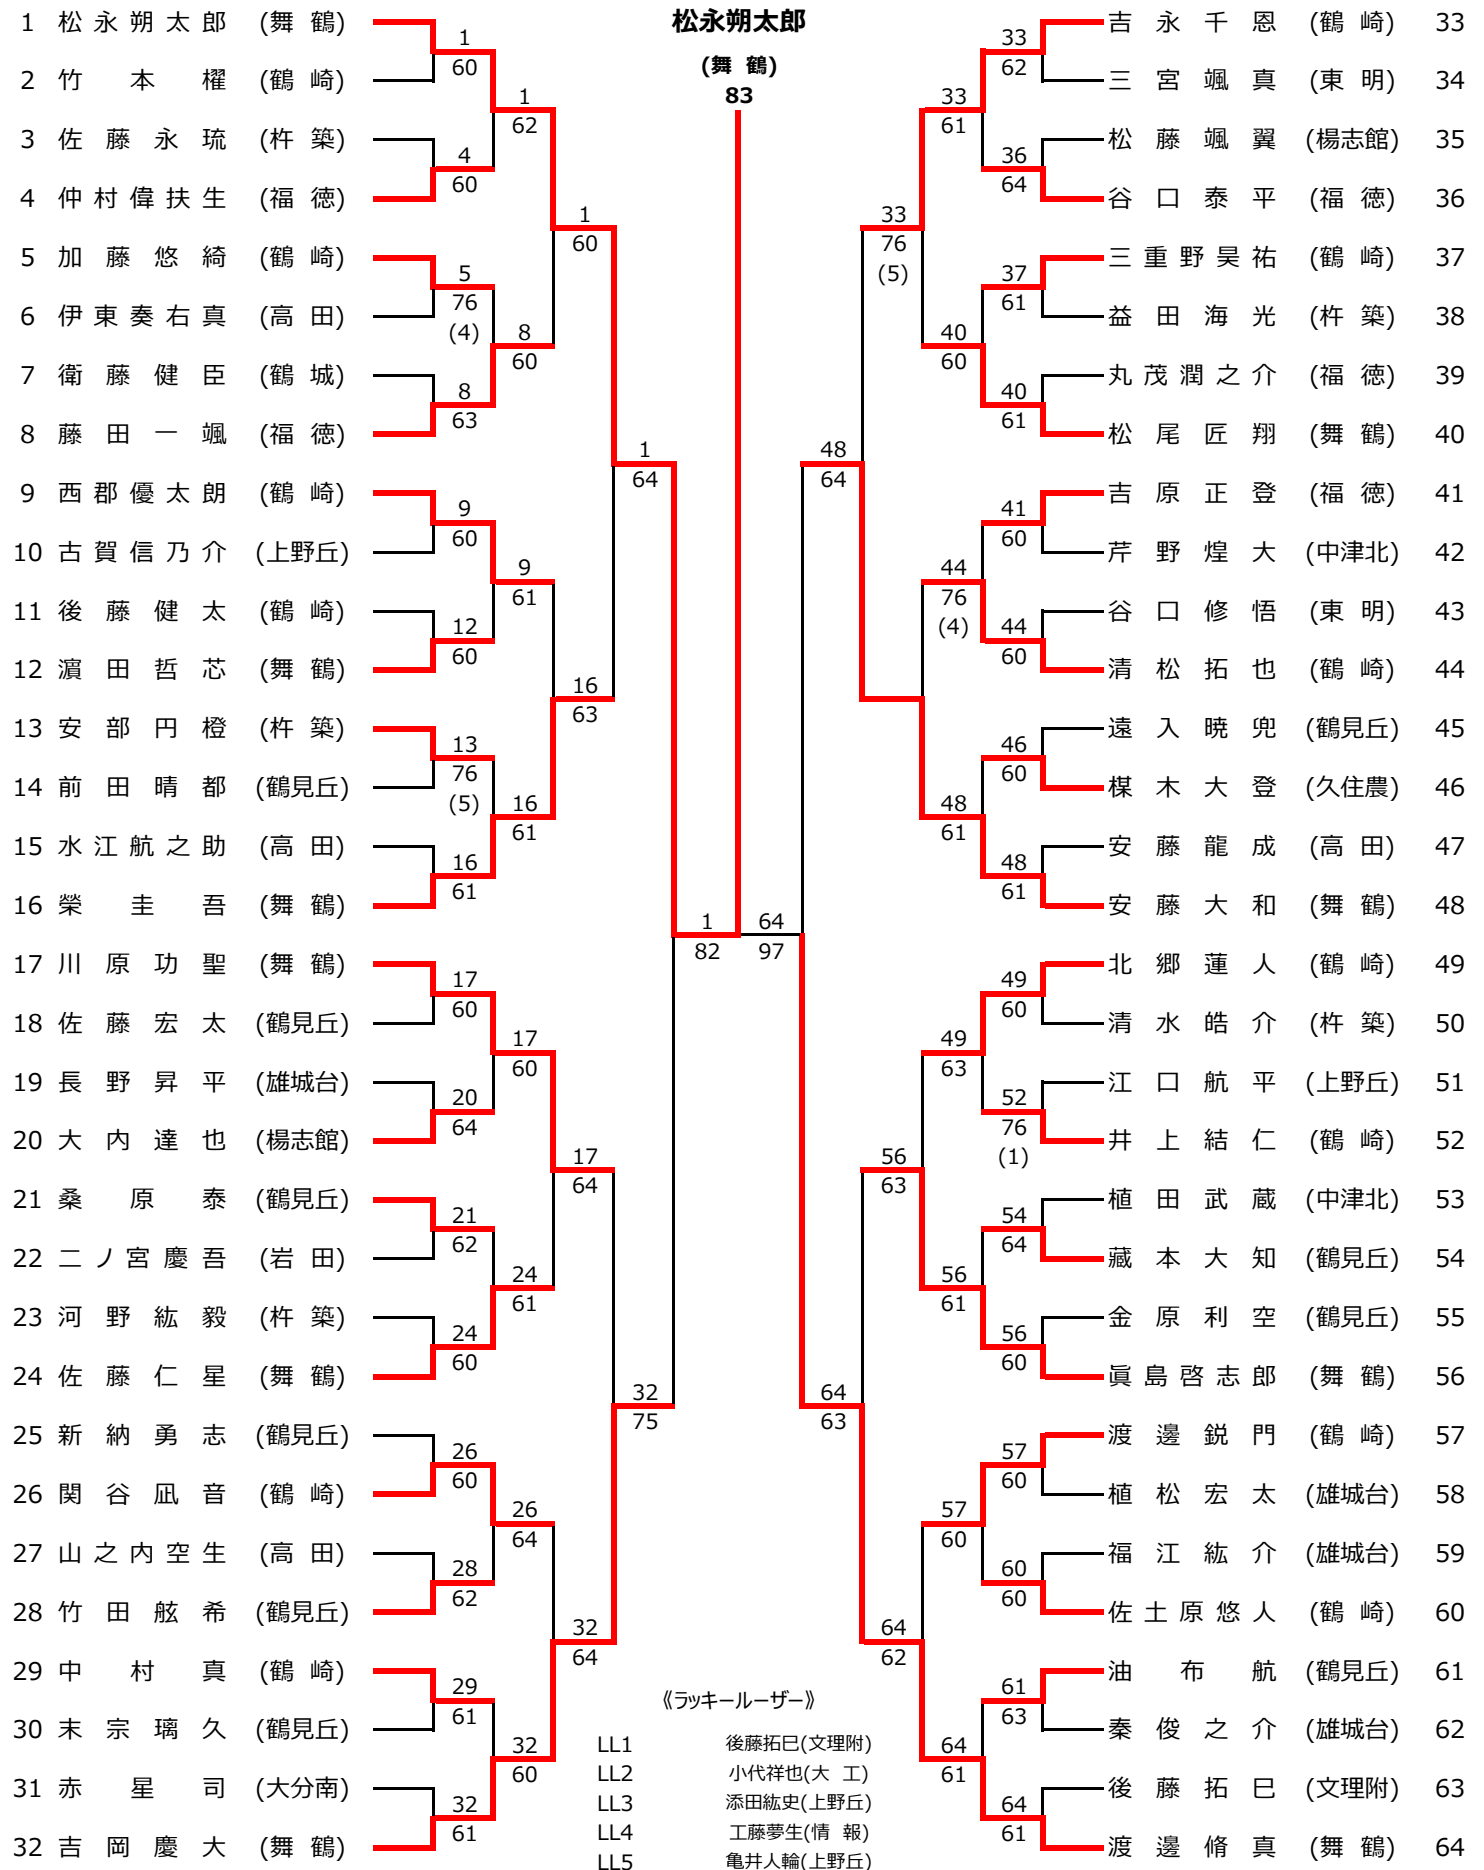 松永朔太郎
(舞 鶴)
83
1 松永朔太郎 (舞 鶴)
2 竹本櫂 (鶴 崎)
3 佐藤永琉 (杵 築)
4 仲村偉扶生 (福 徳)
5 加藤悠綺 (鶴 崎)
6 伊東奏右真 (高 田)
7 衛藤健臣 (鶴 城)
8 藤田一颯 (福 徳)
9 西郡優太朗 (鶴 崎)
10 古賀信乃介 (上野丘)
11 後藤健太 (鶴 崎)
12 濵田哲芯 (舞 鶴)
13 安部円橙 (杵 築)
14 前田晴都 (鶴見丘)
15 水江航之助 (高 田)
16 榮圭吾 (舞 鶴)
17 川原功聖 (舞 鶴)
18 佐藤宏太 (鶴見丘)
19 長野昇平 (雄城台)
20 大内達也 (楊志館)
21 桑原泰 (鶴見丘)
22 二ノ宮慶吾 (岩 田)
23 河野紘毅 (杵 築)
24 佐藤仁星 (舞 鶴)
25 新納勇志 (鶴見丘)
26 関谷凪音 (鶴 崎)
27 山之内空生 (高 田)
28 竹田舷希 (鶴見丘)
29 中村真 (鶴 崎)
30 末宗璃久 (鶴見丘)
31 赤星司 (大分南)
32 吉岡慶大 (舞 鶴)
1
60
4
60
5
76
(4)
8
63
9
60
12
60
13
76
(5)
16
61
17
60
20
64
21
62
24
60
26
60
28
62
29
61
32
61
1
62
8
60
9
61
16
61
17
60
24
61
26
64
32
60
1
60
16
63
17
64
32
64
1
64
32
75
1
82
64
97
48
64
64
63
33
76
(5)
56
63
64
62
33
61
40
60
44
76
(4)
48
61
49
63
56
61
57
60
64
61
33
62
36
64
37
61
40
61
41
60
44
60
46
60
48
61
49
60
52
76
(1)
54
64
56
60
57
60
60
60
61
63
64
61
吉永千恩 (鶴 崎) 33
三宮颯真 (東 明) 34
松藤颯翼 (楊志館) 35
谷口泰平 (福 徳) 36
三重野昊祐 (鶴 崎) 37
益田海光 (杵 築) 38
丸茂潤之介 (福 徳) 39
松尾匠翔 (舞 鶴) 40
吉原正登 (福 徳) 41
芹野煌大 (中津北) 42
谷口修悟 (東 明) 43
清松拓也 (鶴 崎) 44
遠入暁兜 (鶴見丘) 45
楳木大登 (久住農) 46
安藤龍成 (高 田) 47
安藤大和 (舞 鶴) 48
北郷蓮人 (鶴 崎) 49
清水皓介 (杵 築) 50
江口航平 (上野丘) 51
井上結仁 (鶴 崎) 52
植田武蔵 (中津北) 53
蔵本大知 (鶴見丘) 54
金原利空 (鶴見丘) 55
眞島啓志郎 (舞 鶴) 56
渡邊鋭門 (鶴 崎) 57
植松宏太 (雄城台) 58
福江紘介 (雄城台) 59
佐土原悠人 (鶴 崎) 60
油布航 (鶴見丘) 61
秦俊之介 (雄城台) 62
後藤拓巳 (文理附) 63
渡邊脩真 (舞 鶴) 64
《ラッキールーザー》
LL1 後藤拓巳(文理附)
LL2 小代祥也(大 工)
LL3 添田紘史(上野丘)
LL4 工藤夢生(情 報)
LL5 亀井人輪(上野丘)